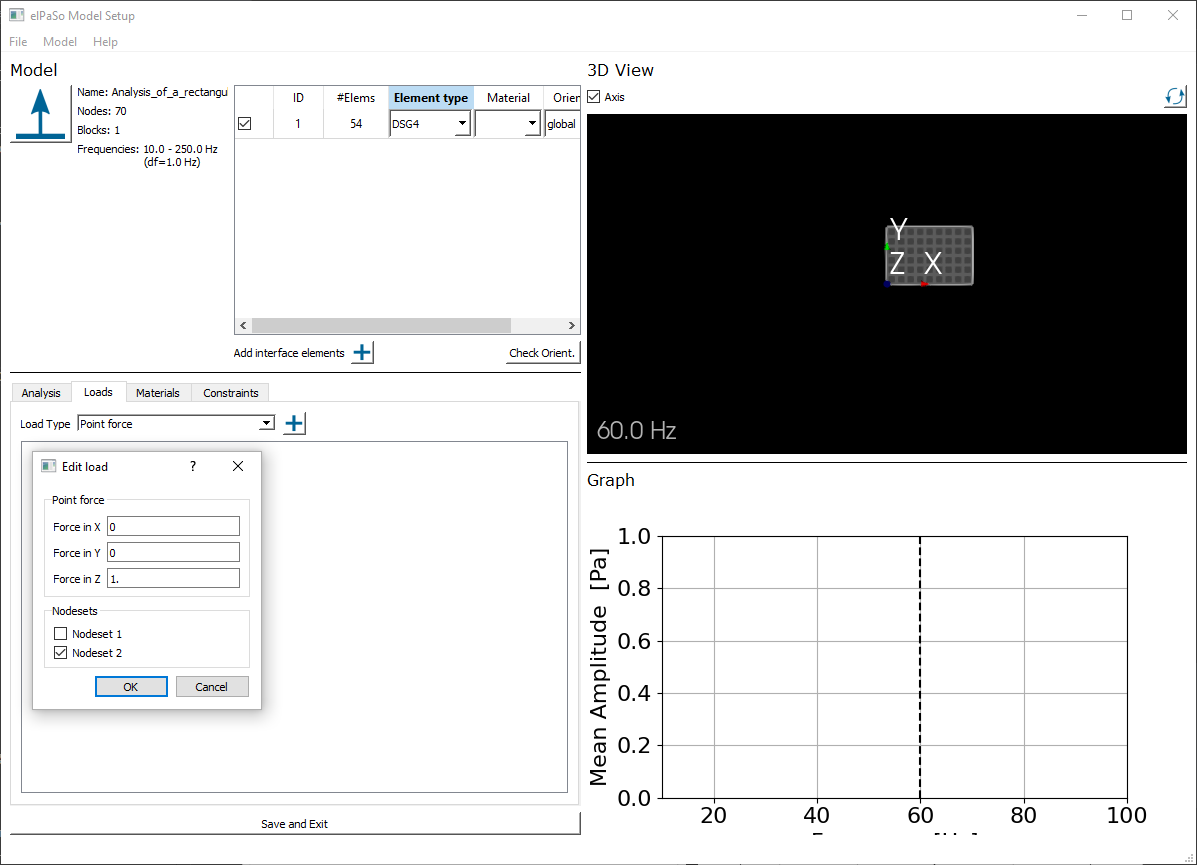 elPaSo Model Setup
File Model Help
Model
Name: Analysis_of_a_rectangu
Nodes: 70
Blocks: 1
Frequencies: 10.0 - 250.0 Hz
(df=1.0 Hz)
ID #Elems Element type Material Orien
1 54 DSG4 global
Add interface elements
Check Orient.
Analysis Loads Materials Constraints
Load Type Point force
Edit load ?
Point force
Force in X 0
Force in Y 0
Force in Z 1.
Nodesets
Nodeset 1
Nodeset 2
OK Cancel
Save and Exit
3D View
Axis
Y
Z X
60.0 Hz
Graph
Mean Amplitude [Pa]
1.0
0.8
0.6
0.4
0.2
0.0
20 40 60 80 100